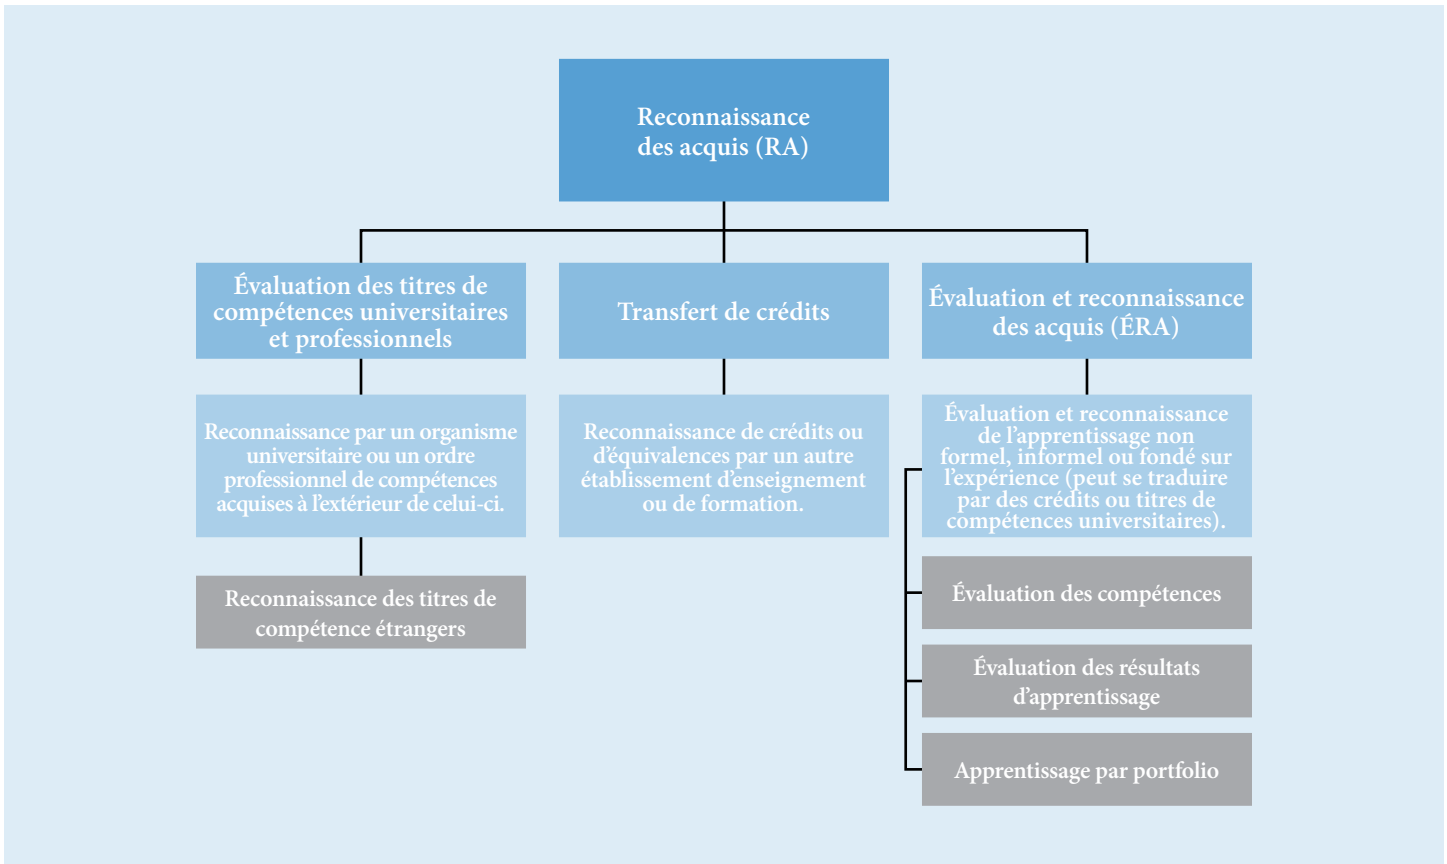 Reconnaissance
des acquis (RA)
Évaluation des titres de
compétences universitaires
et professionnels
Transfert de crédits
Évaluation et reconnaissance
des acquis (ÉRA)
Reconnaissance par un organisme
universitaire ou un ordre
professionnel de compétences
acquises à l’extérieur de celui-ci.
Reconnaissance de crédits ou
d’équivalences par un autre
établissement d’enseignement
ou de formation.
Évaluation et reconnaissance
de l’apprentissage non
formel, informel ou fondé sur
l’expérience (peut se traduire
par des crédits ou titres de
compétences universitaires).
Reconnaissance des titres de
compétence étrangers
Évaluation des compétences
Évaluation des résultats
d’apprentissage
Apprentissage par portfolio